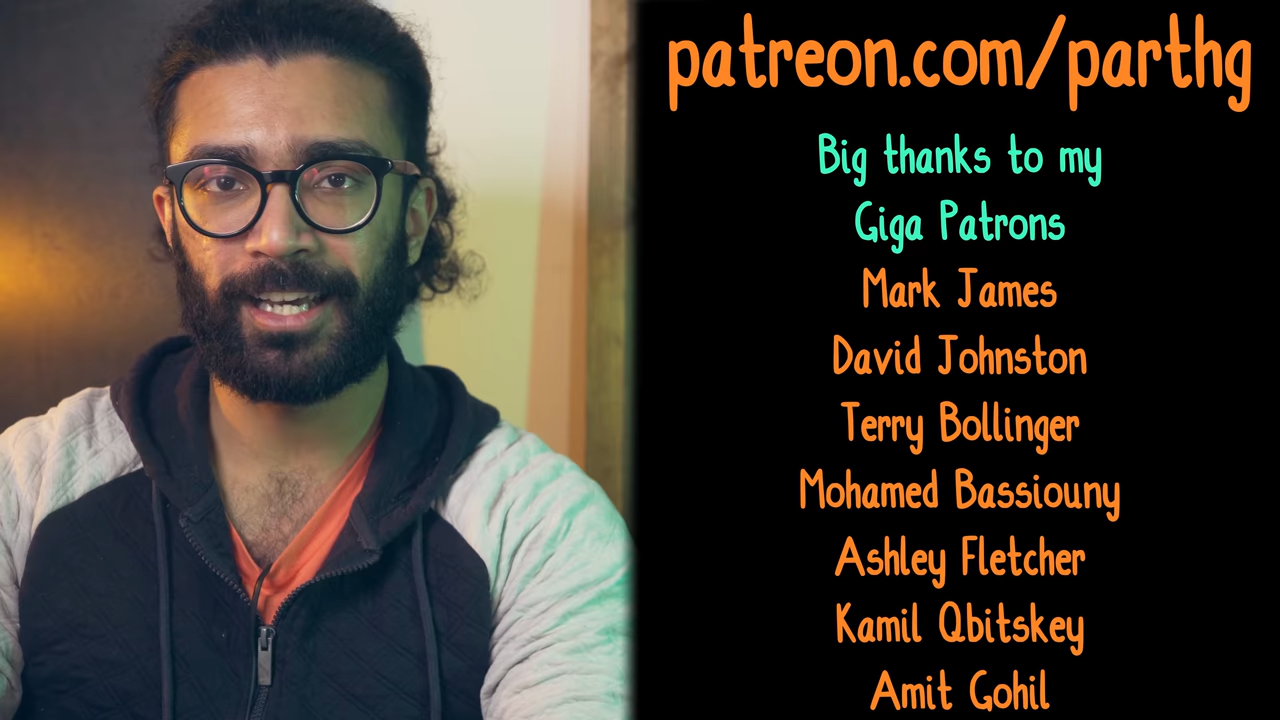 patreon.com/parthg
Big thanks to my
Giga Patrons
Mark James
David Johnston
Terry Bollinger
Mohamed Bassiouny
Ashley Fletcher
Kamil Qbitskey
Amit Gohil